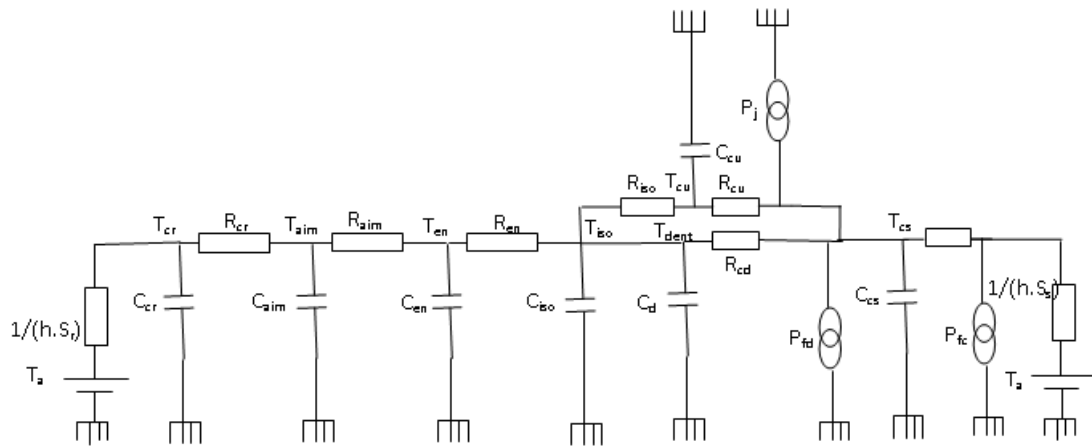 P_j
C_cu
R_iso
T_cu
R_cu
T_cr
R_cr
T_aim
R_aim
T_en
R_en
T_iso
T_dent
R_cd
T_cs
C_cr
C_aim
C_en
C_iso
C_d
P_fd
C_cs
P_fc
1/(h.S_s)
1/(h.S_r)
T_a
T_a